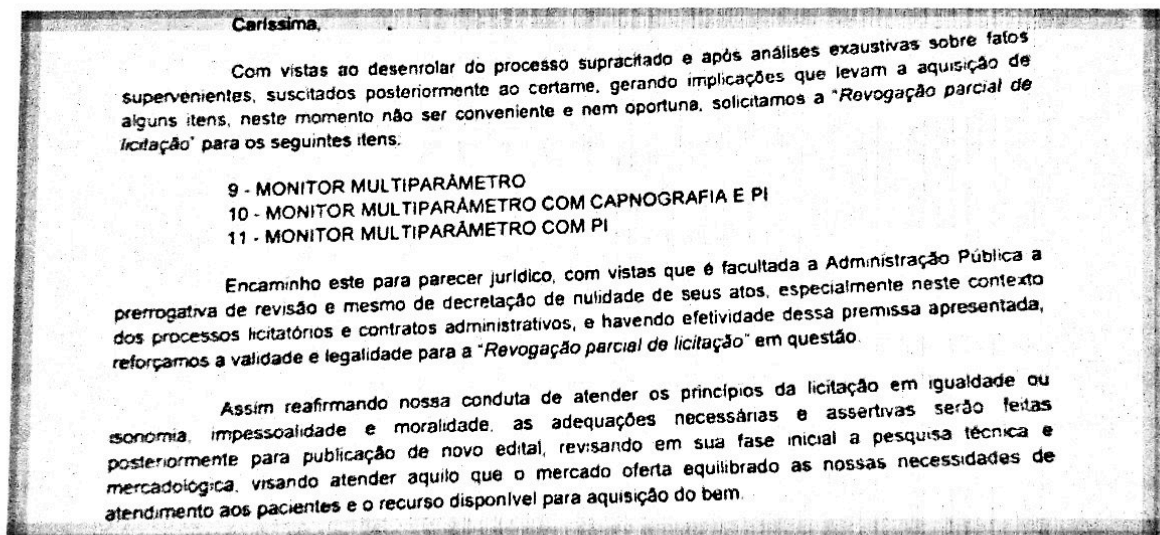 Caríssima,
Com vistas ao desenrolar do processo supracitado e após análises exaustivas sobre fatos
supervenientes, suscitados posteriormente ao certame, gerando implicações que levam a aquisição de
alguns itens, neste momento não ser conveniente e nem oportuna, solicitamos a "Revogação parcial de
licitação" para os seguintes itens:
9 - MONITOR MULTIPARÂMETRO
10 - MONITOR MULTIPARÂMETRO COM CAPNOGRAFIA E PI
11 - MONITOR MULTIPARÂMETRO COM PI
Encaminho este para parecer jurídico, com vistas que é facultada a Administração Pública a
prerrogativa de revisão e mesmo de decretação de nulidade de seus atos, especialmente neste contexto
dos processos licitatórios e contratos administrativos, e havendo efetividade dessa premissa apresentada,
reforçamos a validade e legalidade para a "Revogação parcial de licitação" em questão.
Assim reafirmando nossa conduta de atender os princípios da licitação em igualdade ou
isonomia, impessoalidade e moralidade, as adequações necessárias e assertivas serão feitas
posteriormente para publicação de novo edital, revisando em sua fase inicial a pesquisa técnica e
mercadológica, visando atender aquilo que o mercado oferta equilibrado as nossas necessidades de
atendimento aos pacientes e o recurso disponível para aquisição do bem.